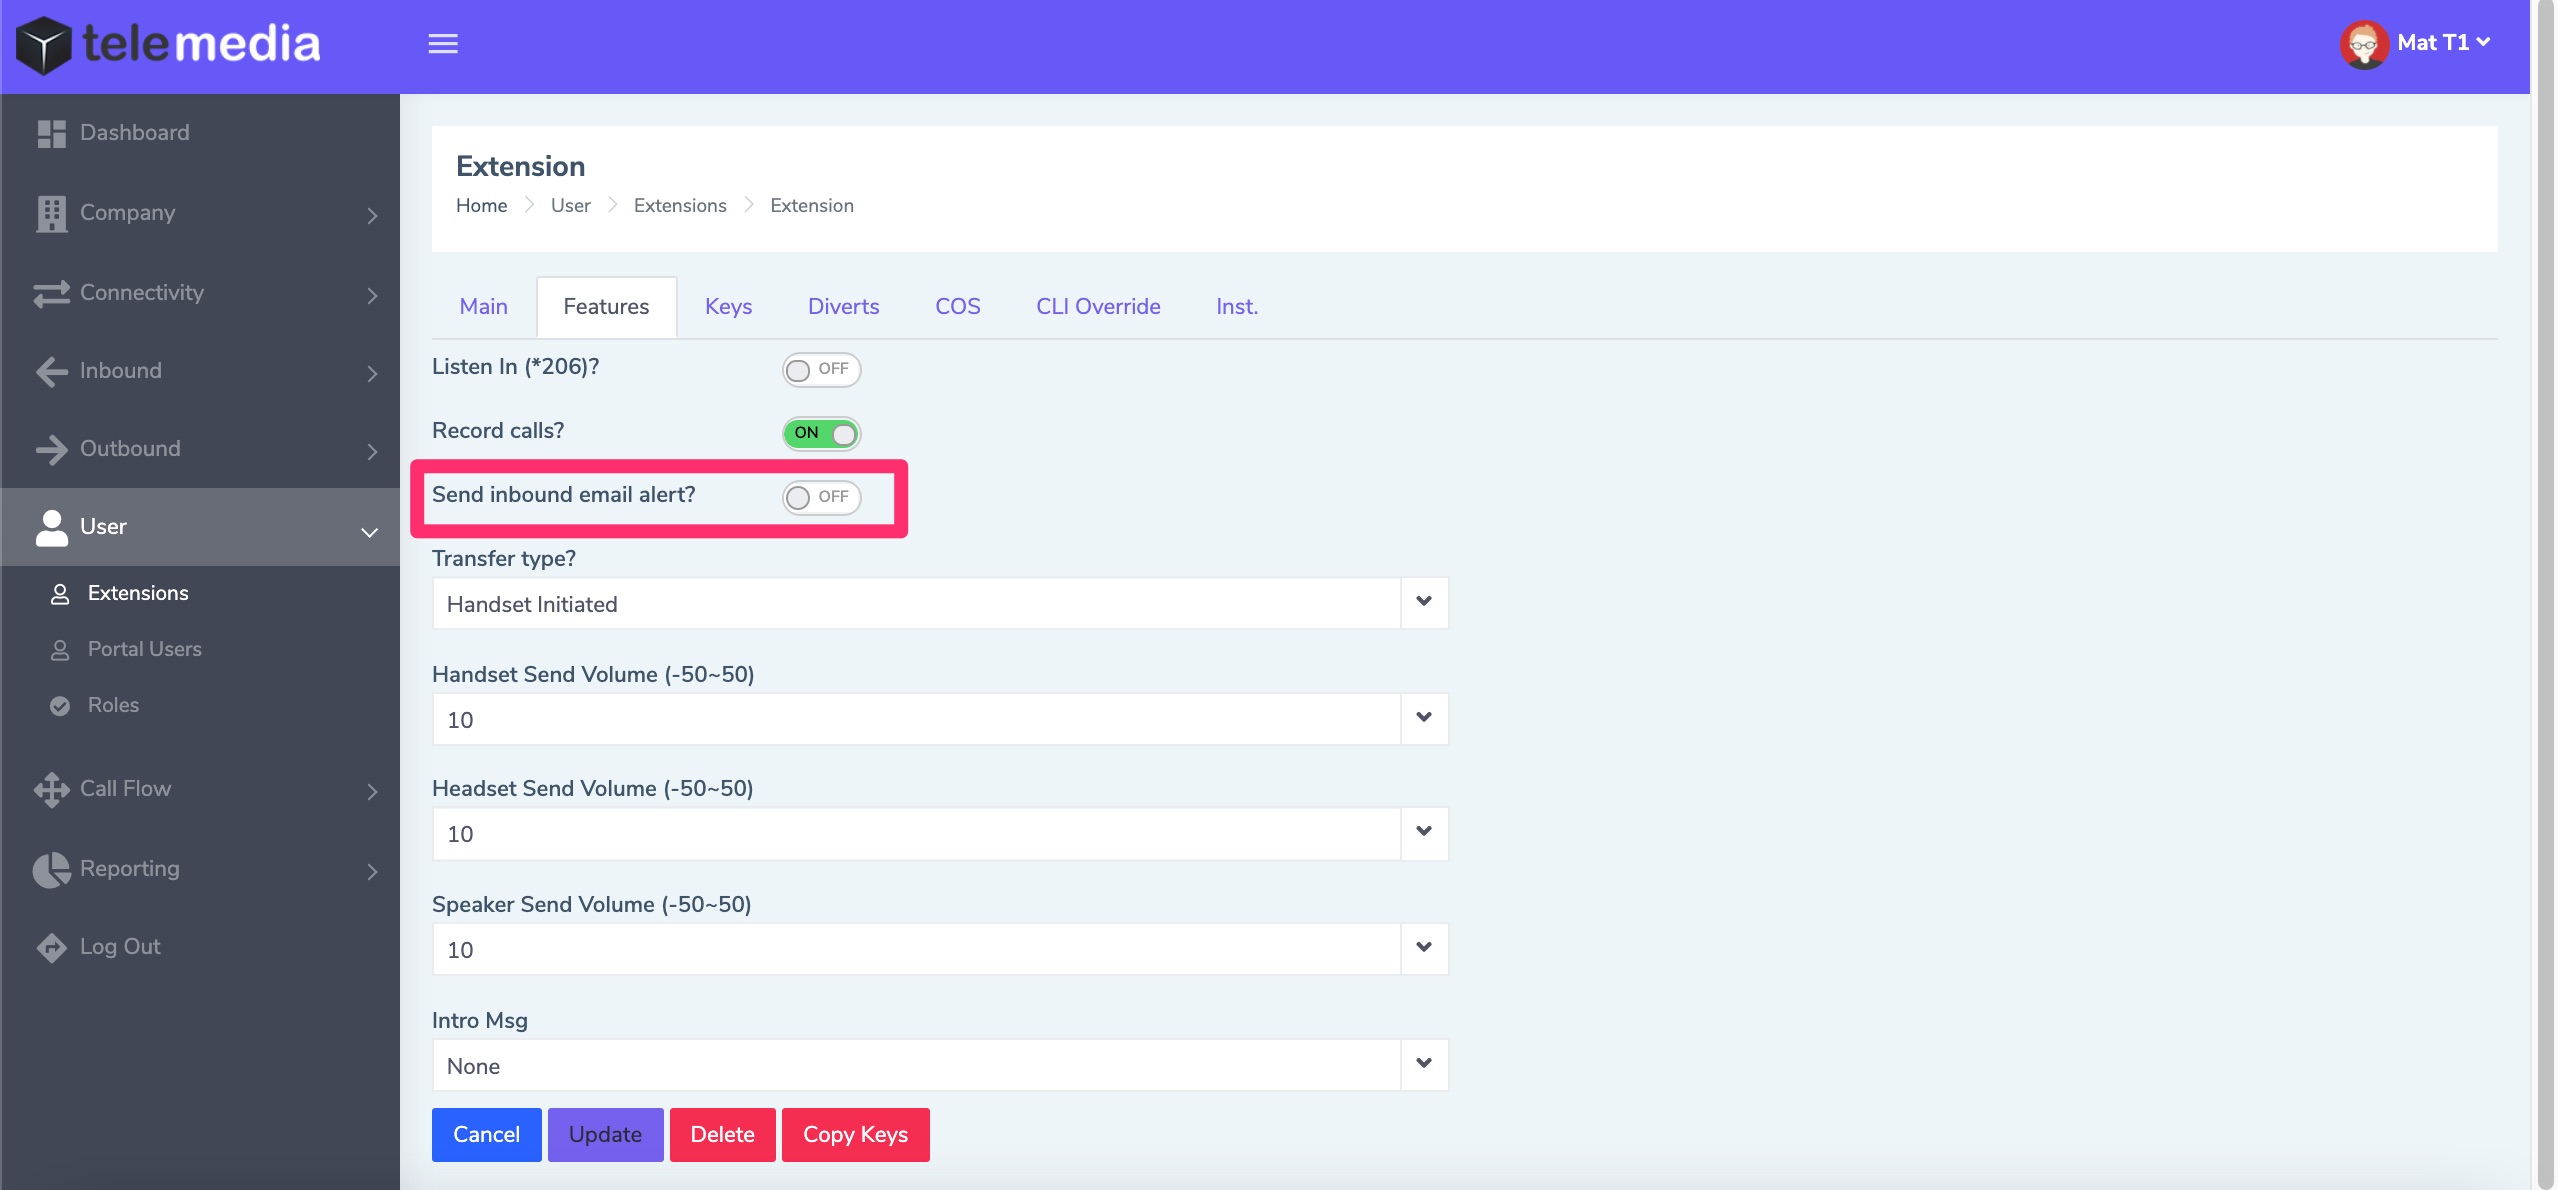 telemedia
Mat T1
Dashboard
Company
Connectivity
Inbound
Outbound
User
Extensions
Portal Users
Roles
Call Flow
Reporting
Log Out
Extension
Home User Extensions Extension
Main Features Keys Diverts COS CLI Override Inst.
Listen In (*206)? OFF
Record calls? ON
Send inbound email alert? OFF
Transfer type?
Handset Initiated
Handset Send Volume (-50~50)
10
Headset Send Volume (-50~50)
10
Speaker Send Volume (-50~50)
10
Intro Msg
None
Cancel Update Delete Copy Keys